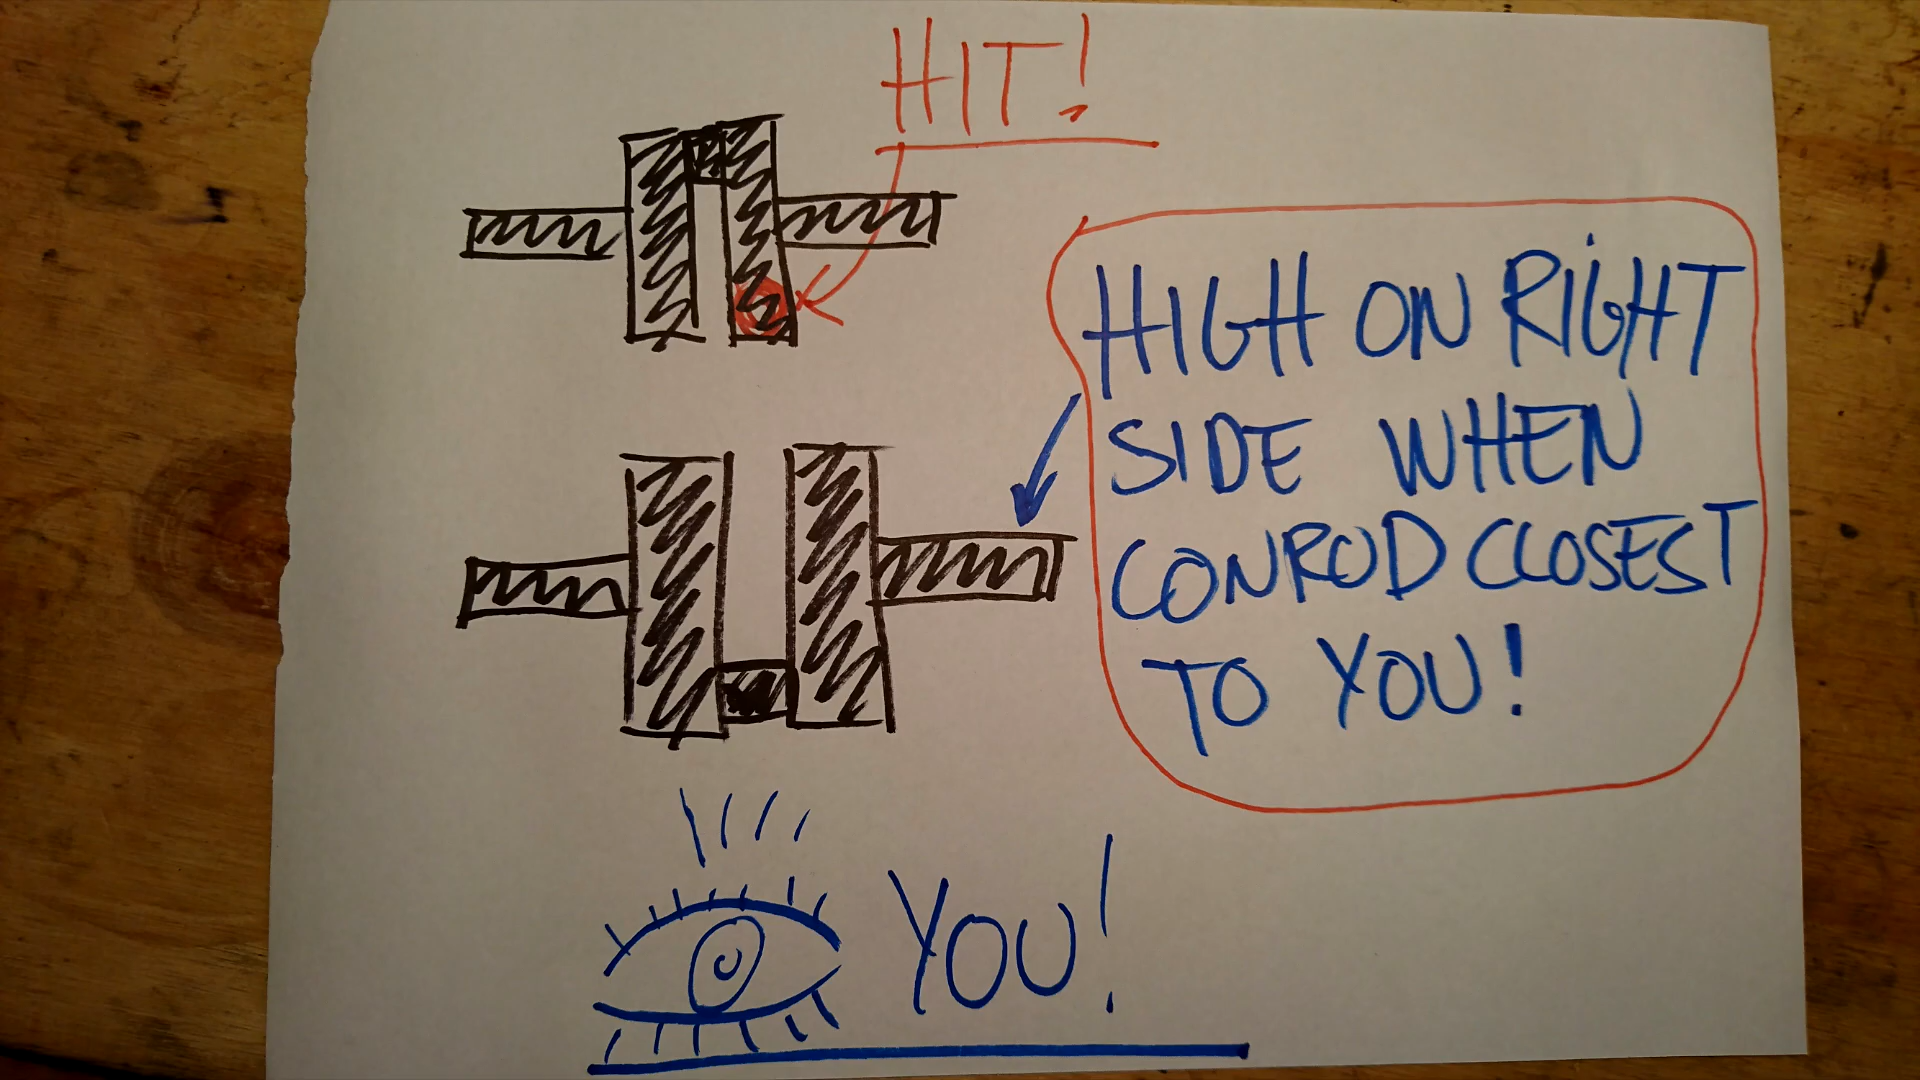 HIT!
HIGH ON RIGHT
SIDE WHEN
CONROD CLOSEST
TO YOU!
YOU!